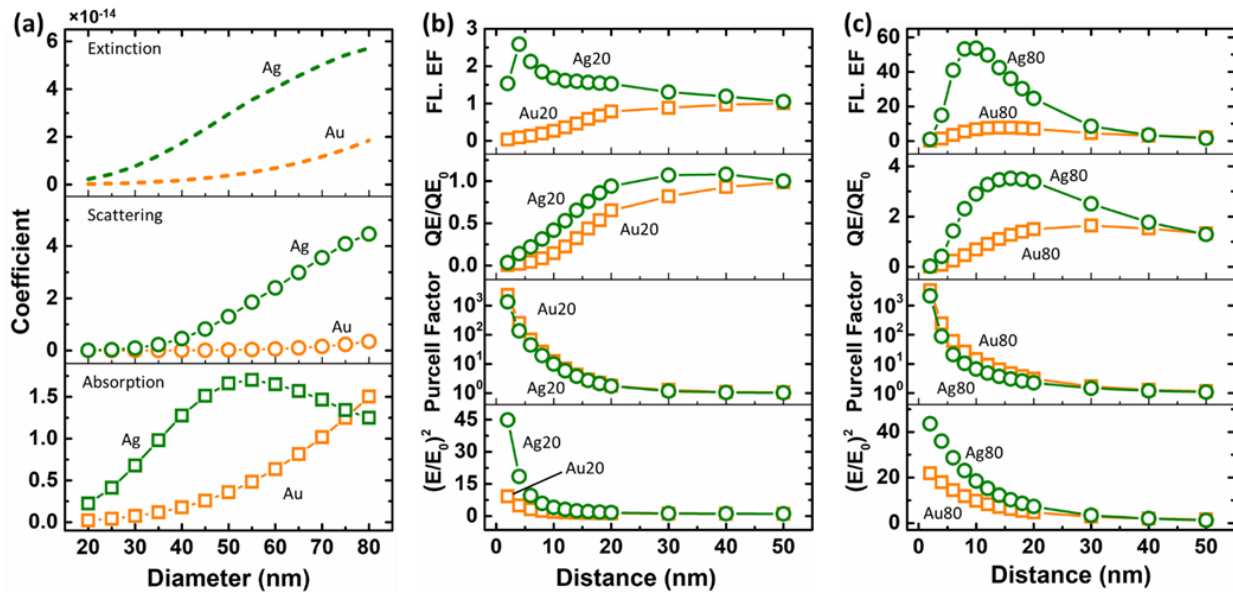 (a)
×10⁻¹⁴
Extinction
Ag
Au
6
4
2
0
Scattering
Ag
Au
4
2
0
Absorption
Ag
Au
1.5
1.0
0.5
0.0
Coefficient
20 30 40 50 60 70 80
Diameter (nm)
(b)
FL. EF
3
2
1
0
Ag20
Au20
QE/QE₀
1.0
0.5
0.0
Ag20
Au20
Purcell Factor
10³
10²
10¹
10⁰
Au20
Ag20
(E/E₀)²
45
30
15
0
Ag20
Au20
0 10 20 30 40 50
Distance (nm)
(c)
FL. EF
60
40
20
0
Ag80
Au80
QE/QE₀
4
2
0
Ag80
Au80
Purcell Factor
10³
10²
10¹
10⁰
Au80
Ag80
(E/E₀)²
40
20
0
Ag80
Au80
0 10 20 30 40 50
Distance (nm)